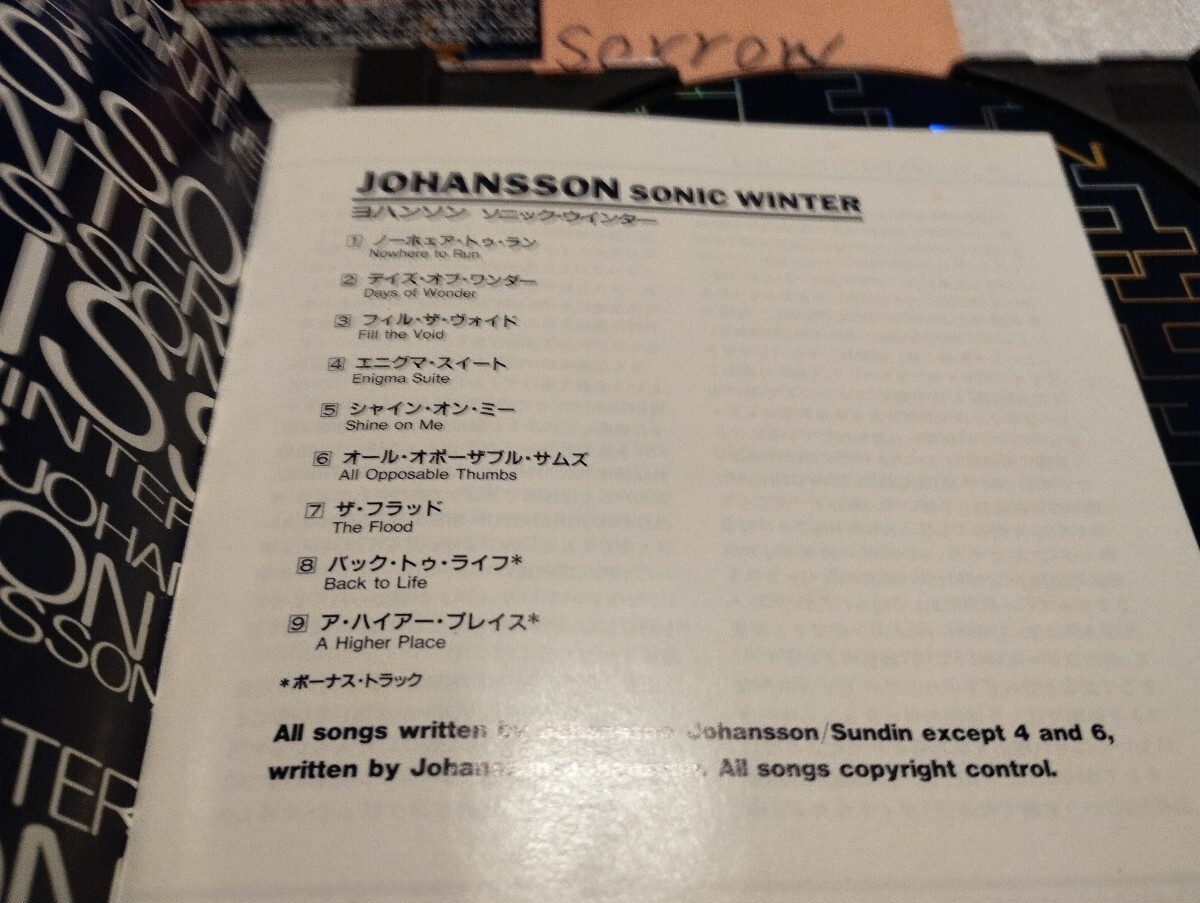 sorrow
JOHANSSON SONIC WINTER
ヨハンソン ソニック・ウインター
1 ノーホェア・トゥ・ラン
Nowhere to Run
2 デイズ・オブ・ワンダー
Days of Wonder
3 フィル・ザ・ヴォイド
Fill the Void
4 エニグマ・スイート
Enigma Suite
5 シャイン・オン・ミー
Shine on Me
6 オール・オポーザブル・サムズ
All Opposable Thumbs
7 ザ・フラッド
The Flood
8 バック・トゥ・ライフ*
Back to Life
9 ア・ハイアー・プレイス*
A Higher Place
*ボーナス・トラック
All songs written by Johansson/Sundin except 4 and 6,
written by All songs copyright control.